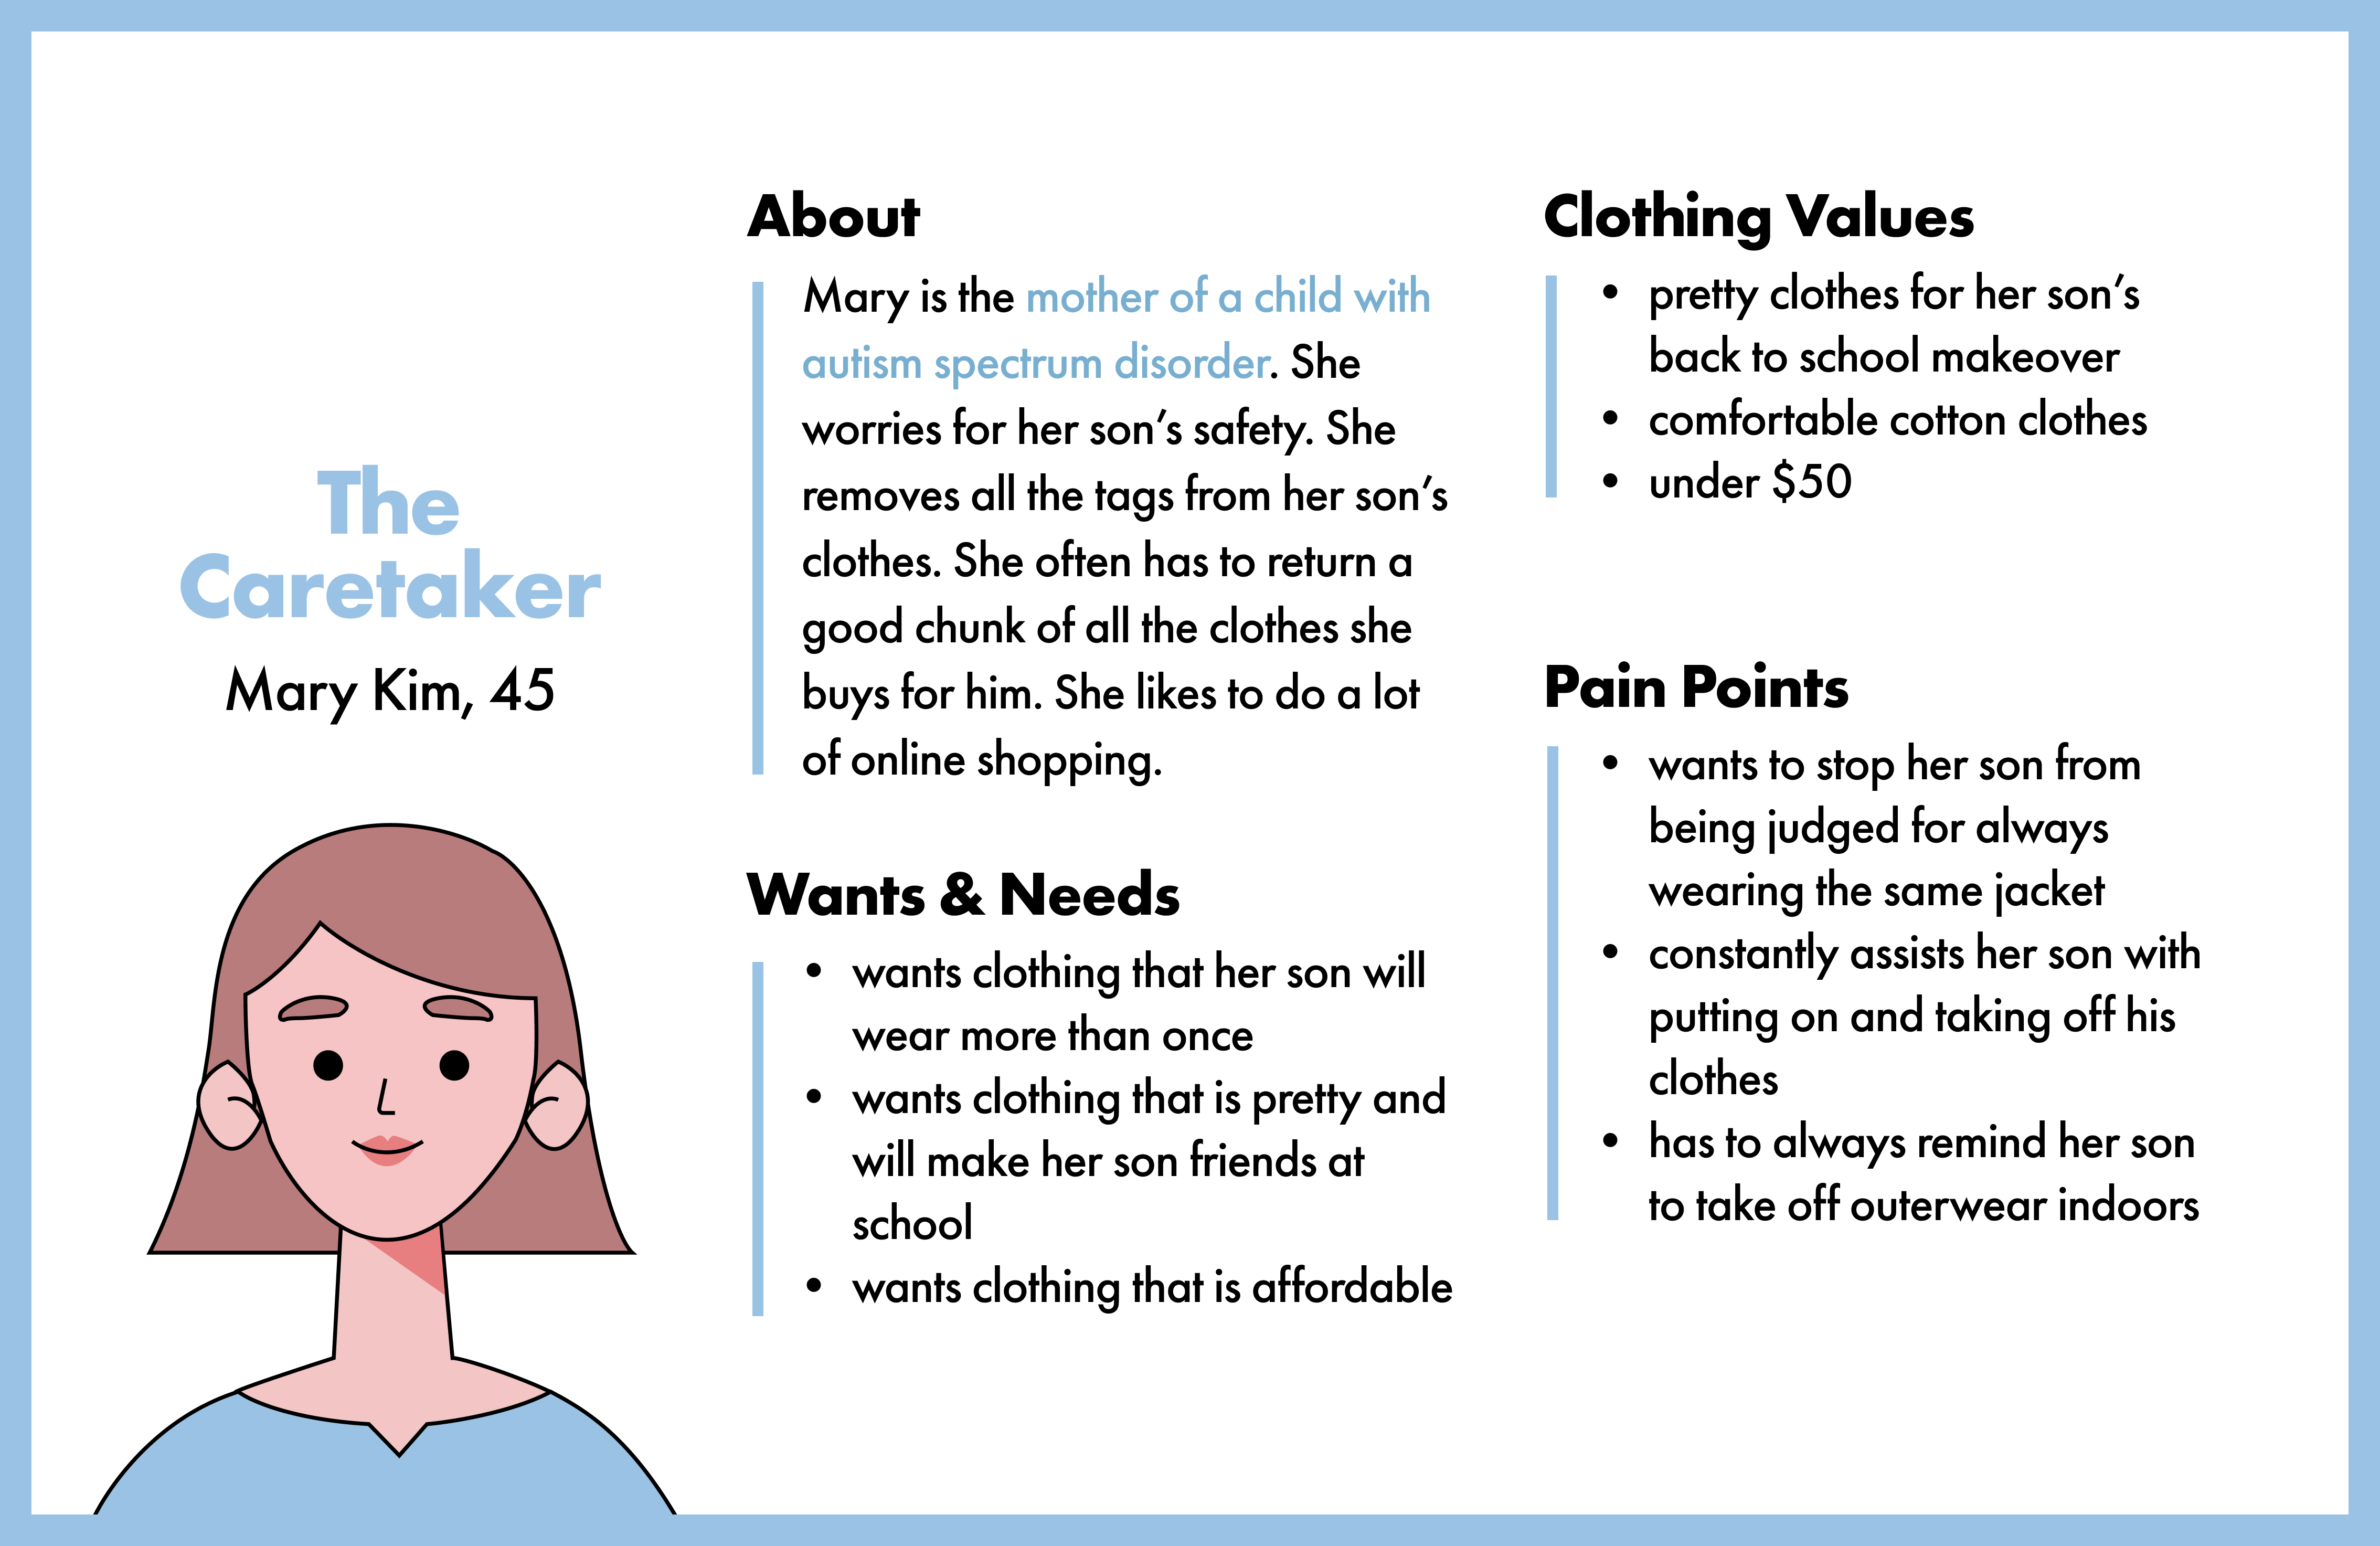 The
Caretaker
Mary Kim, 45
About
Mary is the mother of a child with
autism spectrum disorder. She
worries for her son’s safety. She
removes all the tags from her son’s
clothes. She often has to return a
good chunk of all the clothes she
buys for him. She likes to do a lot
of online shopping.
Wants & Needs
• wants clothing that her son will
wear more than once
• wants clothing that is pretty and
will make her son friends at
school
• wants clothing that is affordable
Clothing Values
• pretty clothes for her son’s
back to school makeover
• comfortable cotton clothes
• under $50
Pain Points
• wants to stop her son from
being judged for always
wearing the same jacket
• constantly assists her son with
putting on and taking off his
clothes
• has to always remind her son
to take off outerwear indoors